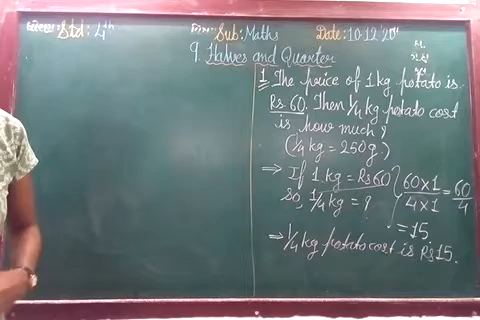 Std: 4th
Sub: Maths
Date: 10.12.20
9. Halves and Quarter
1. The price of 1 kg potato is
Rs. 60. Then 1/4 kg potato cost
is how much?
(1/4 kg = 250 g.)
⇒ If 1 kg = Rs 60
so, 1/4 kg = ?
60 × 1 / 4 × 1 = 60 / 4
= 15
⇒ 1/4 kg potato cost is Rs 15.